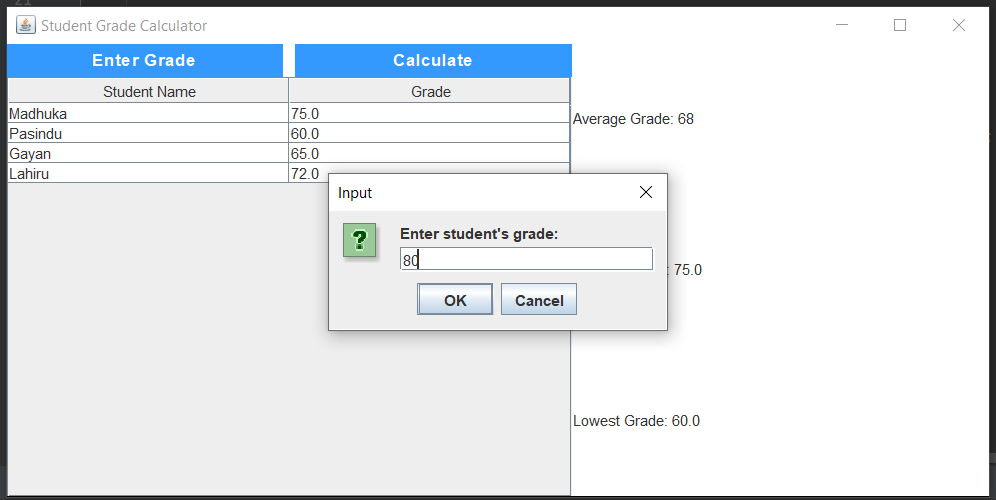 21
Student Grade Calculator
Enter Grade Calculate
Student Name Grade
Madhuka 75.0
Pasindu 60.0
Gayan 65.0
Lahiru 72.0
Average Grade: 68
: 75.0
Lowest Grade: 60.0
Input
?
Enter student's grade:
80
OK Cancel